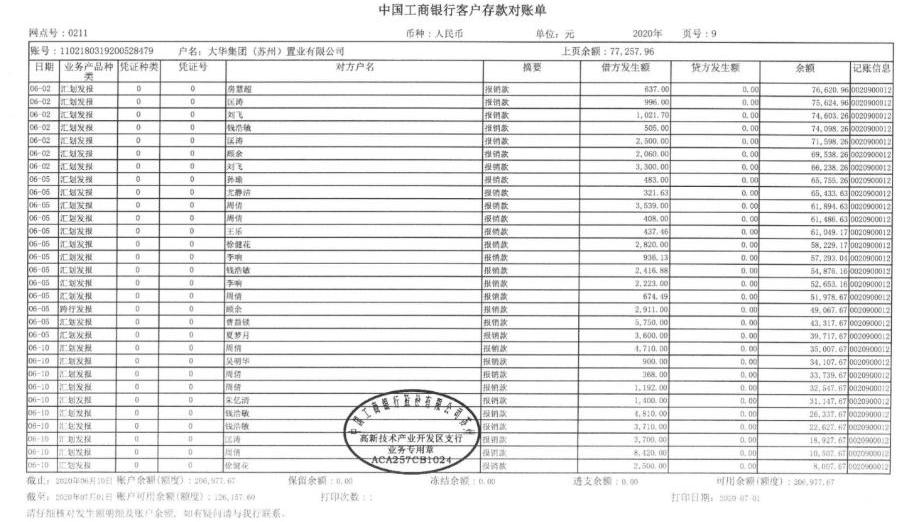 中国工商银行客户存款对账单
网点号：0211 币种：人民币 单位：元 2020年 页号：9
账号：1102180319200528479 户名：大华集团（苏州）置业有限公司 上页余额：77,257.96
日期 业务产品种类 凭证种类 凭证号 对方户名 摘要 借方发生额 贷方发生额 余额 记账信息
06-02 汇划发报 0 0 房慧超 报销款 637.00 0.00 76,620.96 0020900012
06-02 汇划发报 0 0 匡涛 报销款 996.00 0.00 75,624.96 0020900012
06-02 汇划发报 0 0 刘飞 报销款 1,021.70 0.00 74,603.26 0020900012
06-02 汇划发报 0 0 钱浩敏 报销款 505.00 0.00 74,098.26 0020900012
06-02 汇划发报 0 0 匡涛 报销款 2,500.00 0.00 71,598.26 0020900012
06-02 汇划发报 0 0 顾余 报销款 2,060.00 0.00 69,538.26 0020900012
06-02 汇划发报 0 0 刘飞 报销款 3,300.00 0.00 66,238.26 0020900012
06-05 汇划发报 0 0 孙瑜 报销款 483.00 0.00 65,755.26 0020900012
06-05 汇划发报 0 0 尤静洁 报销款 321.63 0.00 65,433.63 0020900012
06-05 汇划发报 0 0 周倩 报销款 3,539.00 0.00 61,894.63 0020900012
06-05 汇划发报 0 0 周倩 报销款 408.00 0.00 61,486.63 0020900012
06-05 汇划发报 0 0 王乐 报销款 437.46 0.00 61,049.17 0020900012
06-05 汇划发报 0 0 徐健花 报销款 2,820.00 0.00 58,229.17 0020900012
06-05 汇划发报 0 0 李响 报销款 936.13 0.00 57,293.04 0020900012
06-05 汇划发报 0 0 钱浩敏 报销款 2,416.88 0.00 54,876.16 0020900012
06-05 汇划发报 0 0 李响 报销款 2,223.00 0.00 52,653.16 0020900012
06-05 汇划发报 0 0 周倩 报销款 674.49 0.00 51,978.67 0020900012
06-05 跨行发报 0 0 顾余 报销款 2,911.00 0.00 49,067.67 0020900012
06-05 汇划发报 0 0 曹 报销款 5,750.00 0.00 43,317.67 0020900012
06-05 汇划发报 0 0 夏梦月 报销款 3,600.00 0.00 39,717.67 0020900012
06-10 汇划发报 0 0 周倩 报销款 4,710.00 0.00 35,007.67 0020900012
06-10 汇划发报 0 0 吴明华 报销款 900.00 0.00 34,107.67 0020900012
06-10 汇划发报 0 0 周倩 报销款 368.00 0.00 33,739.67 0020900012
06-10 汇划发报 0 0 周倩 报销款 1,192.00 0.00 32,547.67 0020900012
06-10 汇划发报 0 0 朱亿清 报销款 1,400.00 0.00 31,147.67 0020900012
06-10 汇划发报 0 0 钱浩敏 报销款 4,810.00 0.00 26,337.67 0020900012
06-10 汇划发报 0 0 钱浩敏 报销款 3,710.00 0.00 22,627.67 0020900012
06-10 汇划发报 0 0 匡涛 报销款 3,700.00 0.00 18,927.67 0020900012
06-10 汇划发报 0 0 周倩 报销款 8,420.00 0.00 10,507.67 0020900012
06-10 汇划发报 0 0 徐健花 报销款 2,500.00 0.00 8,007.67 0020900012
中国工商银行股份有限公司苏州
高新技术产业开发区支行
业务专用章
ACA257CB1024
截止：2020年06月10日 账户余额(额度)：206,977.67 保留余额：0.00 冻结余额：0.00 透支余额：0.00 可用余额(额度)：206,977.67
截至：2020年07月01日 账户可用余额(额度)：126,157.60 打印次数：: 打印日期：2020-07-01
请仔细核对发生额明细及账户余额，如有疑问请与我行联系。